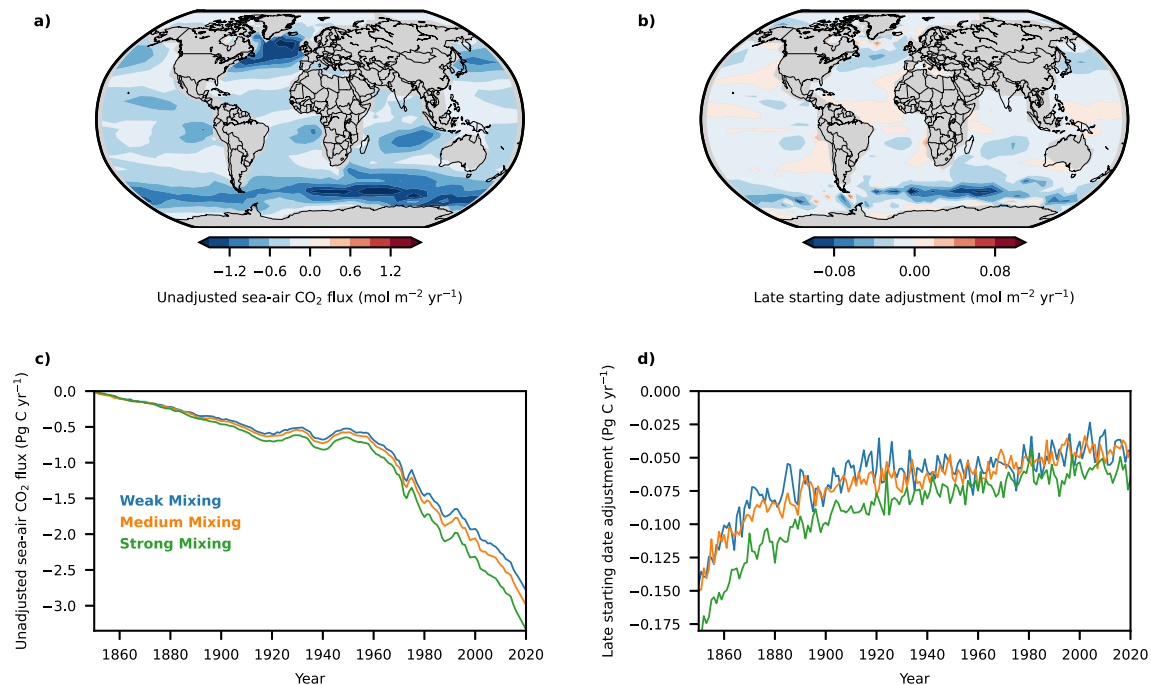 a)
b)
−1.2 −0.6 0.0 0.6 1.2
Unadjusted sea-air CO₂ flux (mol m⁻² yr⁻¹)
−0.08 0.00 0.08
Late starting date adjustment (mol m⁻² yr⁻¹)
c)
Unadjusted sea-air CO₂ flux (Pg C yr⁻¹)
0.0
−0.5
−1.0
−1.5
−2.0
−2.5
−3.0
Weak Mixing
Medium Mixing
Strong Mixing
1860 1880 1900 1920 1940 1960 1980 2000 2020
Year
d)
Late starting date adjustment (Pg C yr⁻¹)
0.000
−0.025
−0.050
−0.075
−0.100
−0.125
−0.150
−0.175
1860 1880 1900 1920 1940 1960 1980 2000 2020
Year